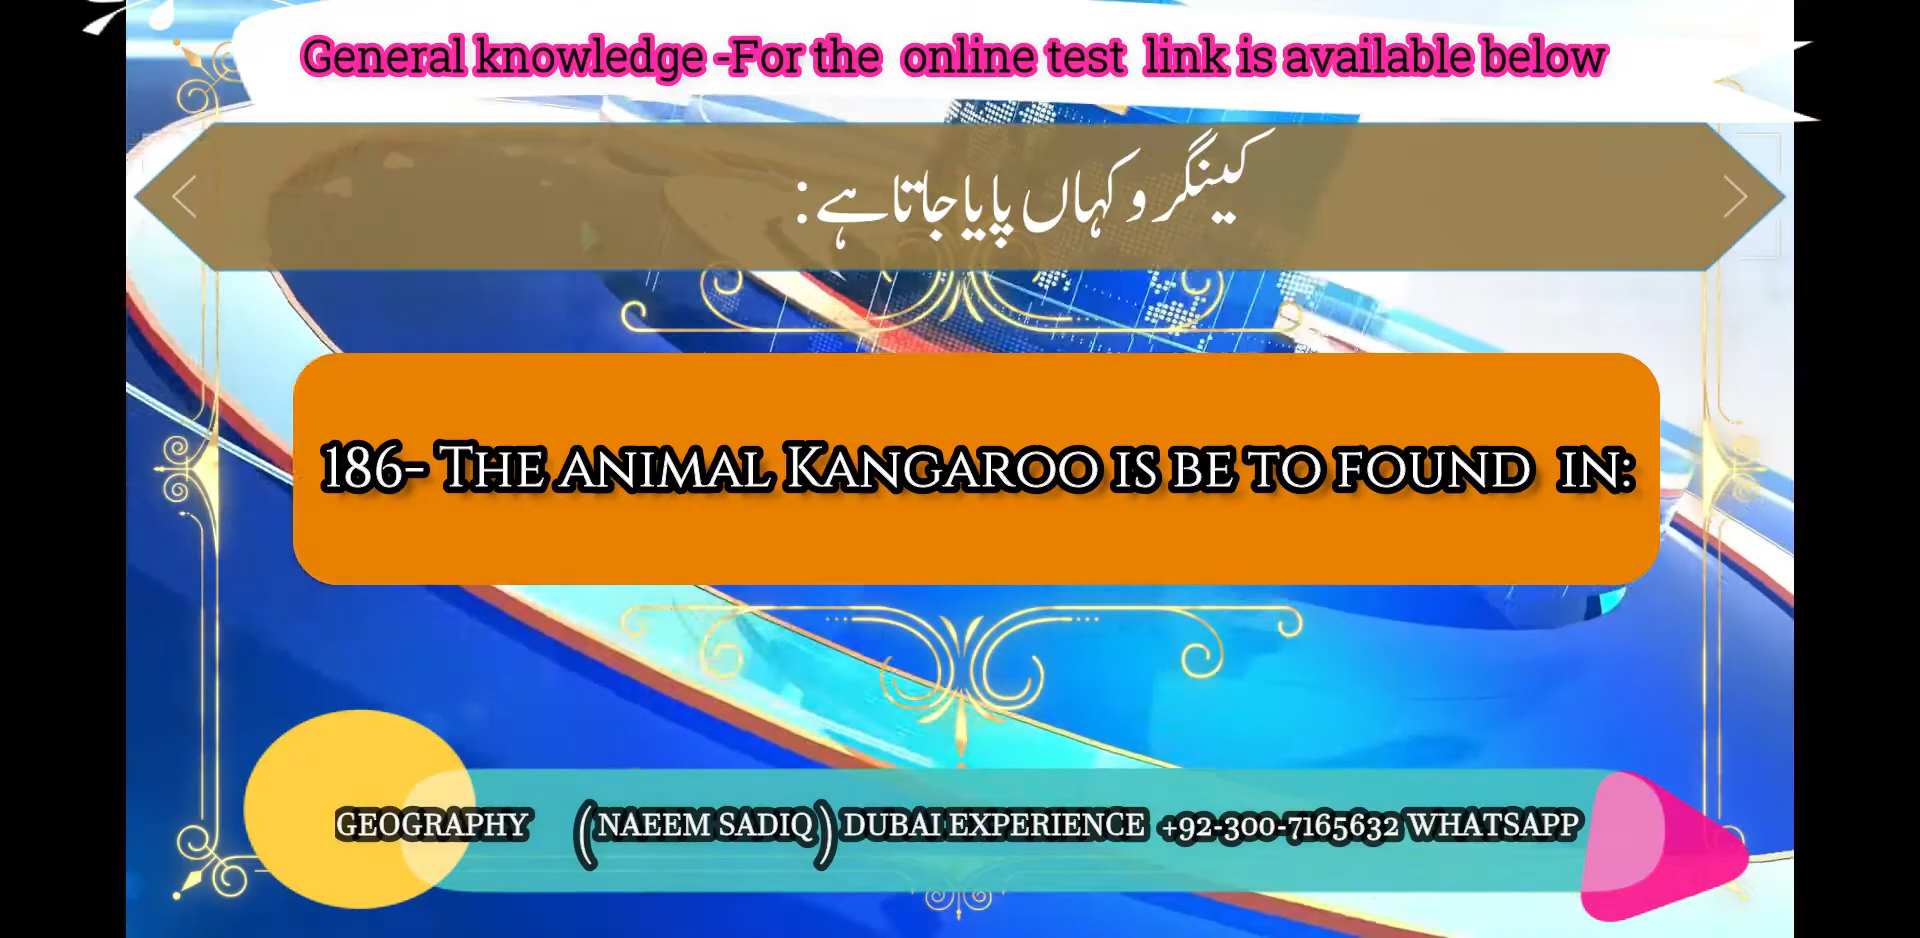 General knowledge -For the online test link is available below
کینگر و کہاں پایا جاتا ہے :
186- The animal Kangaroo is be to found in:
GEOGRAPHY (NAEEM SADIQ) DUBAI EXPERIENCE +92-300-7165632 WHATSAPP